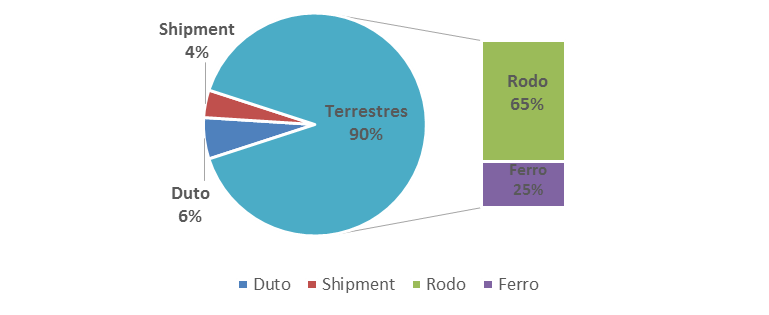 Shipment
4%
Terrestres
90%
Duto
6%
Rodo
65%
Ferro
25%
Duto Shipment Rodo Ferro